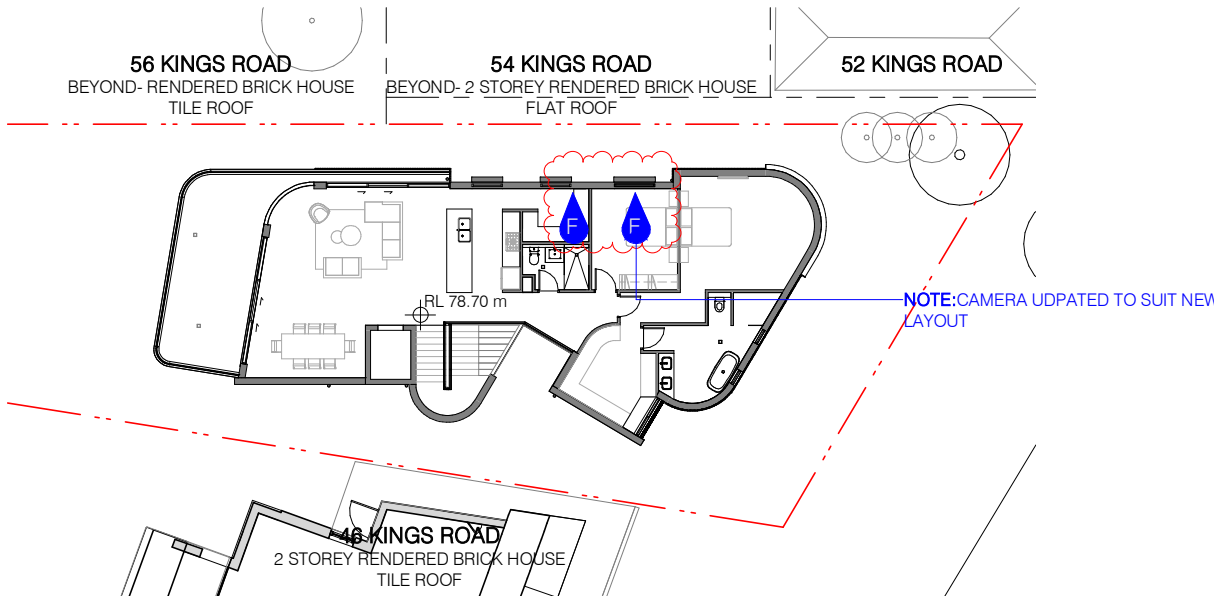 56 KINGS ROAD
BEYOND- RENDERED BRICK HOUSE
TILE ROOF
54 KINGS ROAD
BEYOND- 2 STOREY RENDERED BRICK HOUSE
FLAT ROOF
52 KINGS ROAD
F
F
RL 78.70 m
NOTE:CAMERA UDPATED TO SUIT NEW
LAYOUT
46 KINGS ROAD
2 STOREY RENDERED BRICK HOUSE
TILE ROOF